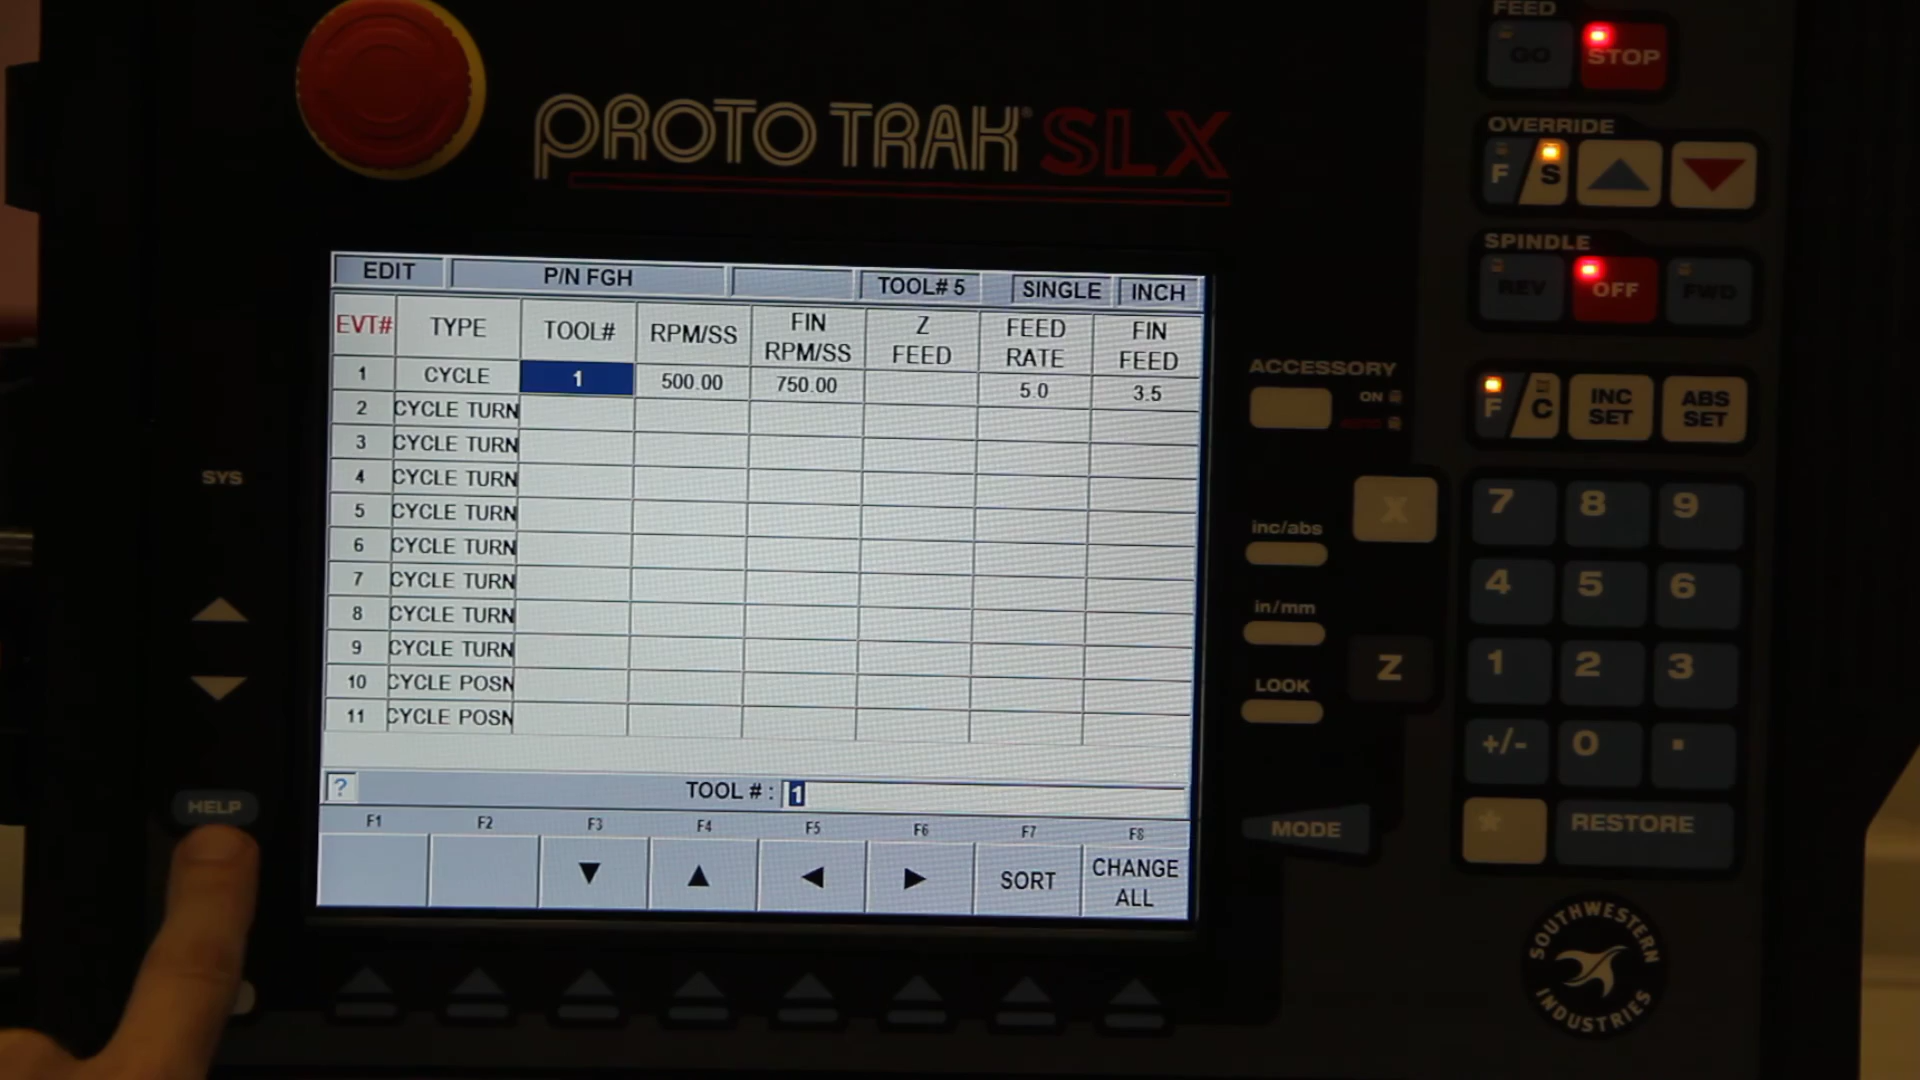 FEED
GO STOP
PROTO TRAK® SLX
OVERRIDE
F S
SPINDLE
REV OFF FWD
EDIT P/N FGH TOOL# 5 SINGLE INCH
EVT# TYPE TOOL# RPM/SS FIN RPM/SS Z FEED FEED RATE FIN FEED
1 CYCLE 1 500.00 750.00 5.0 3.5
2 CYCLE TURN
3 CYCLE TURN
4 CYCLE TURN
5 CYCLE TURN
6 CYCLE TURN
7 CYCLE TURN
8 CYCLE TURN
9 CYCLE TURN
10 CYCLE POSN
11 CYCLE POSN
? TOOL # : 1
F1 F2 F3 F4 F5 F6 F7 F8
▼ ▲ ◀ ▶ SORT CHANGE ALL
SYS
HELP
ACCESSORY
ON
F C INC SET ABS SET
inc/abs
X
in/mm
LOOK
Z
MODE
7 8 9
4 5 6
1 2 3
+/- 0 .
* RESTORE
SOUTHWESTERN
INDUSTRIES